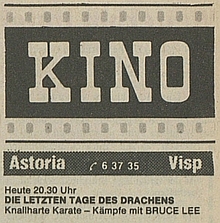 KINO
Astoria ✆ 6 37 35 Visp
Heute 20.30 Uhr
DIE LETZTEN TAGE DES DRACHENS
Knallharte Karate – Kämpfe mit BRUCE LEE